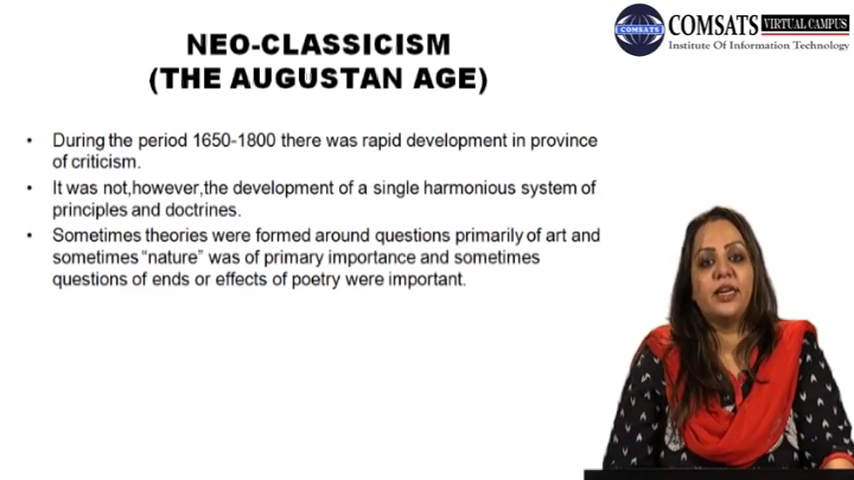 COMSATS VIRTUAL CAMPUS
COMSATS
Institute Of Information Technology
NEO-CLASSICISM
(THE AUGUSTAN AGE)
• During the period 1650-1800 there was rapid development in province
of criticism.
• It was not,however,the development of a single harmonious system of
principles and doctrines.
• Sometimes theories were formed around questions primarily of art and
sometimes “nature” was of primary importance and sometimes
questions of ends or effects of poetry were important.